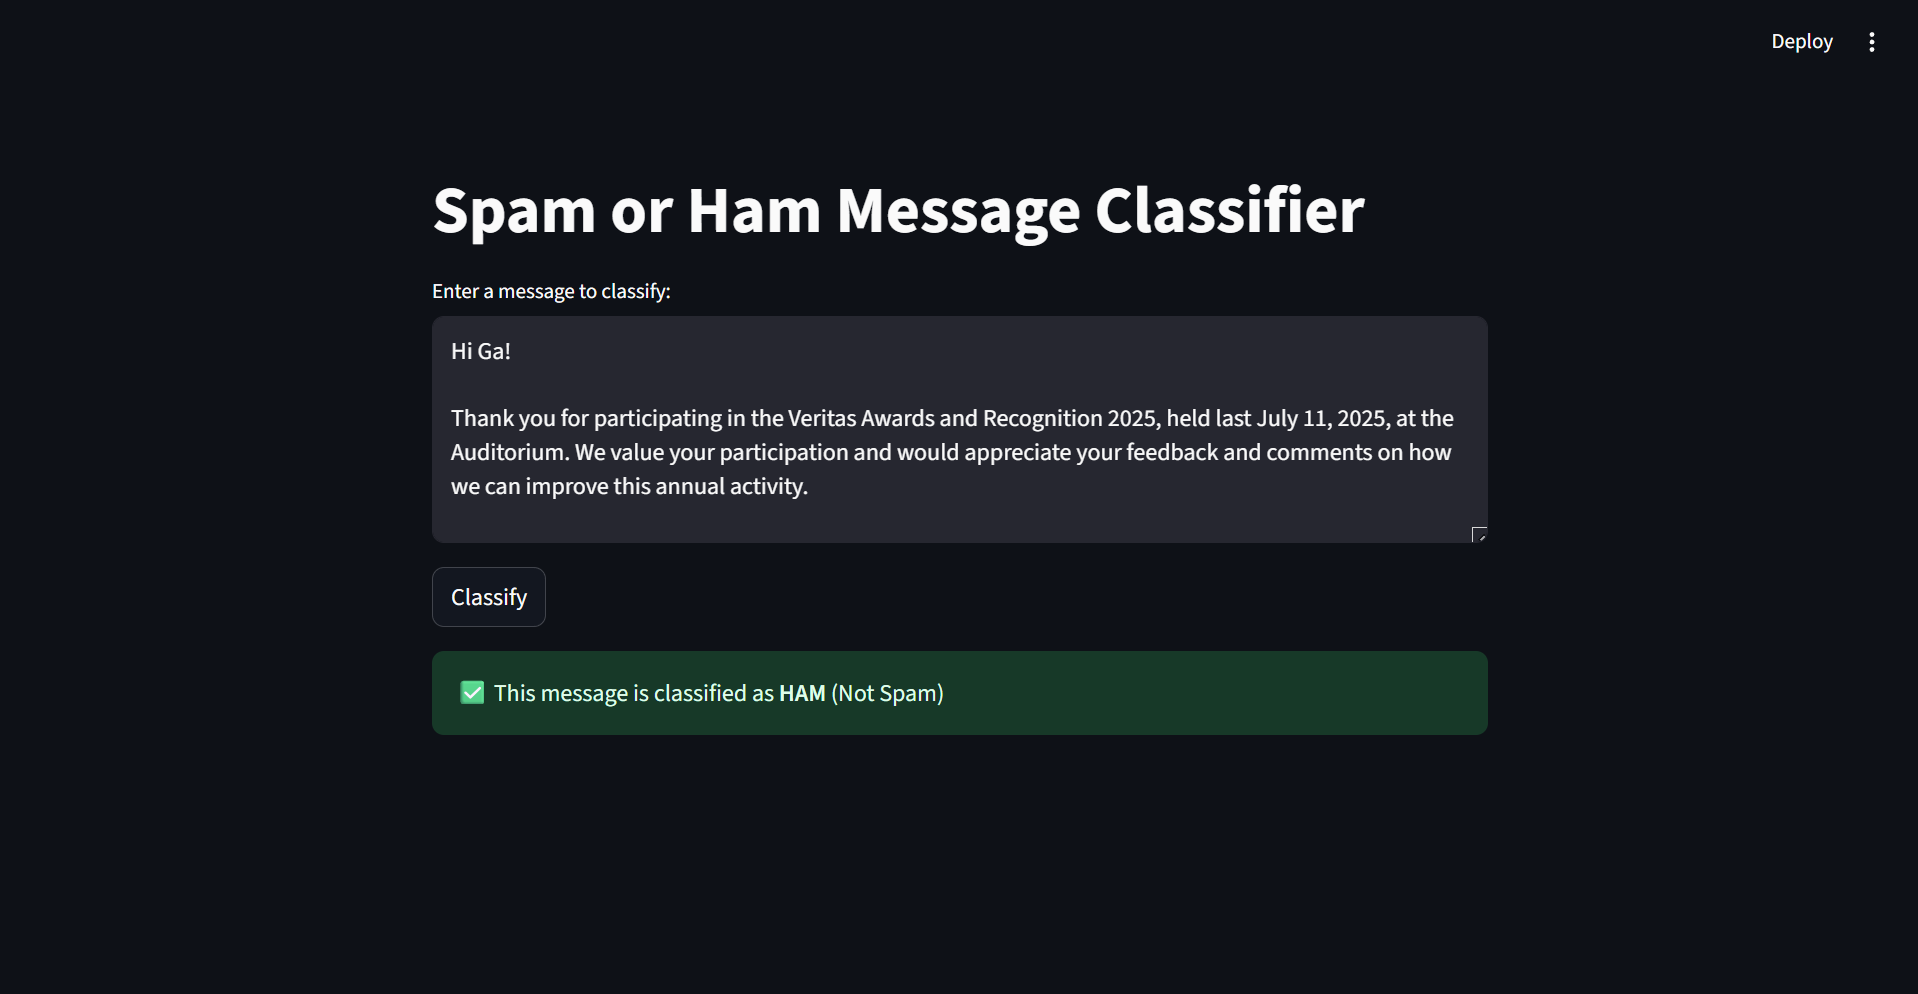 Deploy
Spam or Ham Message Classifier
Enter a message to classify:
Hi Ga!
Thank you for participating in the Veritas Awards and Recognition 2025, held last July 11, 2025, at the
Auditorium. We value your participation and would appreciate your feedback and comments on how
we can improve this annual activity.
Classify
✅ This message is classified as HAM (Not Spam)